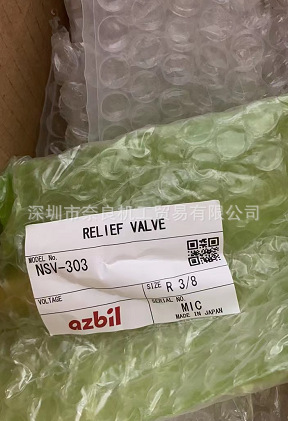 深圳市奈良机工贸易有限公司
RELIEF VALVE
MODEL No.
NSV-303
VOLTAGE
SIZE R 3/8
SERIAL No.
MIC
azbil
MADE IN JAPAN